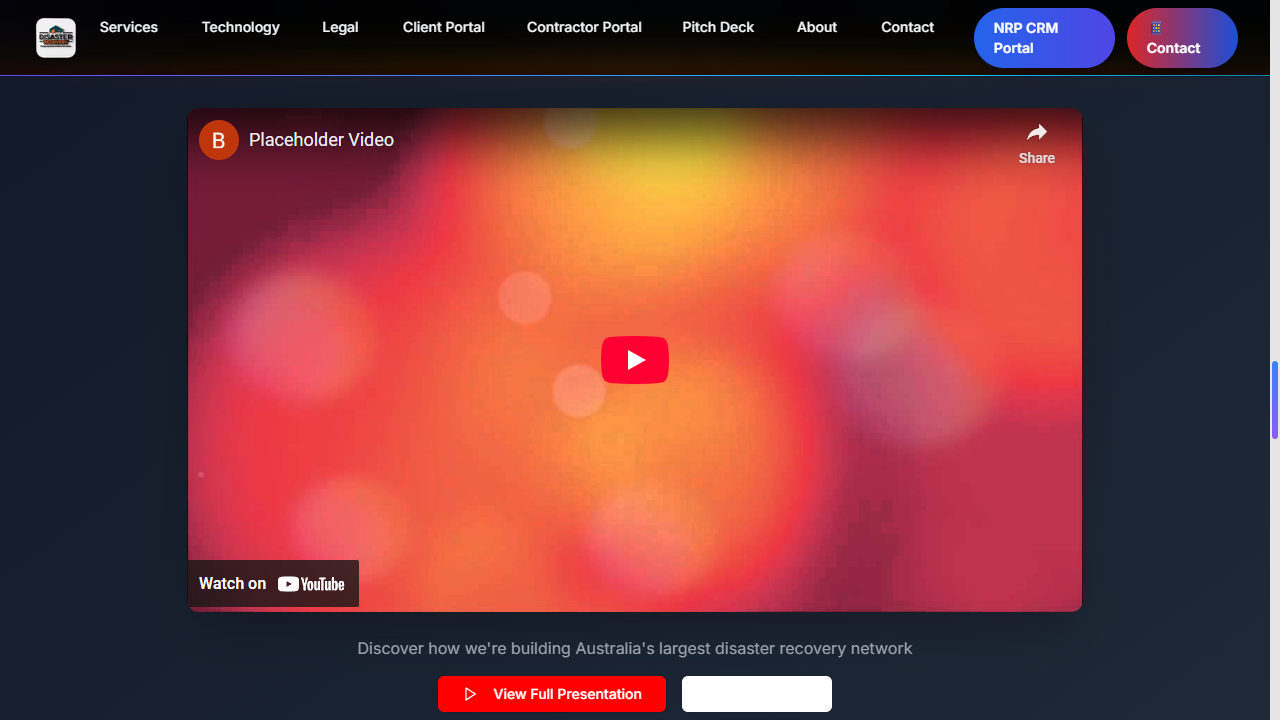 Services
Technology
Legal
Client Portal
Contractor Portal
Pitch Deck
About
Contact
NRP CRM
Portal
Contact
DISASTER
RECOVERY
B
Placeholder Video
Share
Watch on YouTube
Discover how we're building Australia's largest disaster recovery network
View Full Presentation